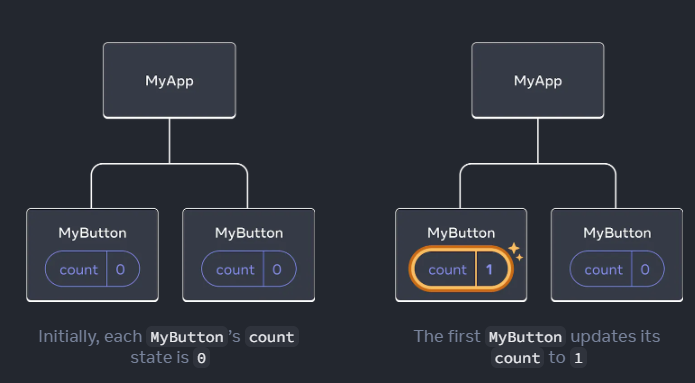 MyApp
MyButton
count 0
MyButton
count 0
Initially, each MyButton's count
state is 0
MyApp
MyButton
count 1
MyButton
count 0
The first MyButton updates its
count to 1